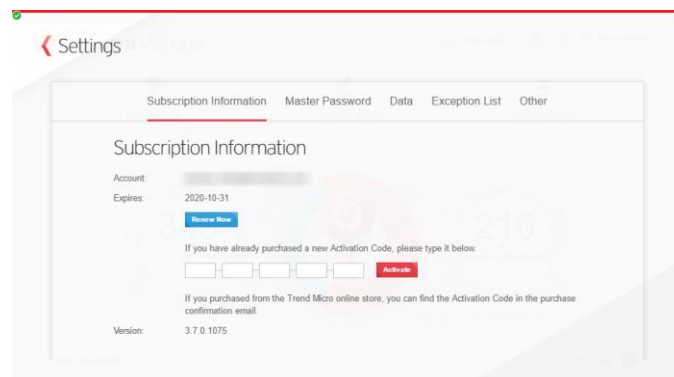 Settings
Subscription Information Master Password Data Exception List Other
Subscription Information
Account:
Expires: 2020-10-31
Renew Now
If you have already purchased a new Activation Code, please type it below.
Activate
If you purchased from the Trend Micro online store, you can find the Activation Code in the purchase
confirmation email.
Version: 3.7.0.1075
216